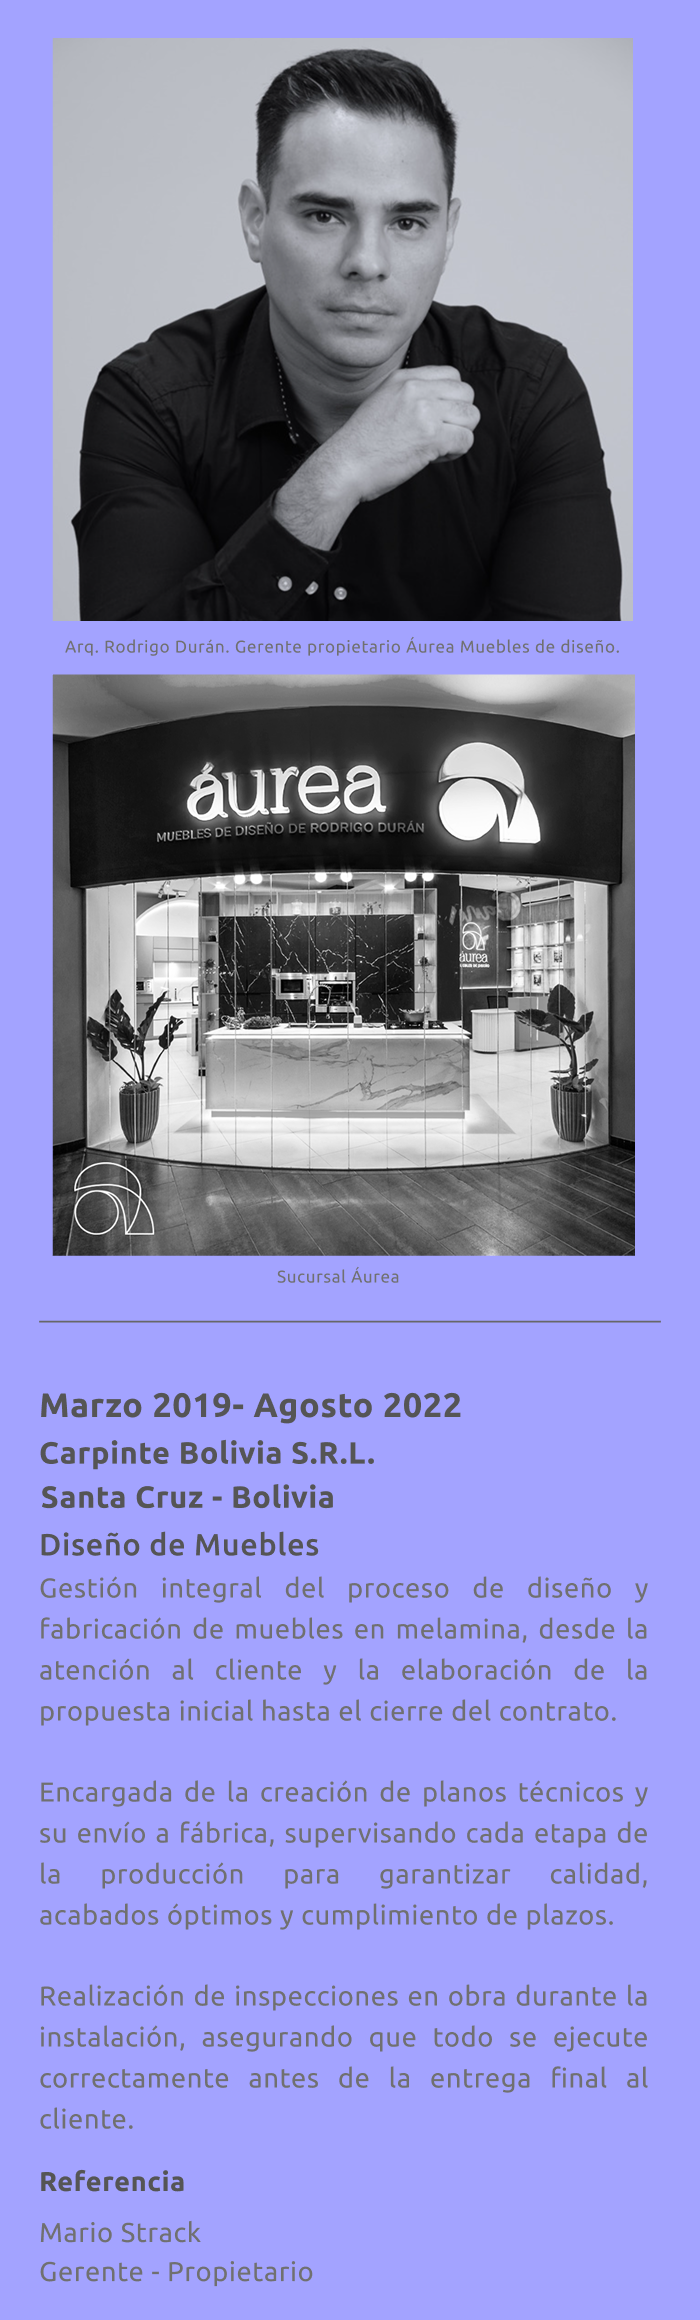 Arq. Rodrigo Durán. Gerente propietario Áurea Muebles de diseño.
áurea
MUEBLES DE DISEÑO DE RODRIGO DURÁN
áurea
Sucursal Áurea
Marzo 2019- Agosto 2022
Carpinte Bolivia S.R.L.
Santa Cruz - Bolivia
Diseño de Muebles
Gestión integral del proceso de diseño y
fabricación de muebles en melamina, desde la
atención al cliente y la elaboración de la
propuesta inicial hasta el cierre del contrato.
Encargada de la creación de planos técnicos y
su envío a fábrica, supervisando cada etapa de
la producción para garantizar calidad,
acabados óptimos y cumplimiento de plazos.
Realización de inspecciones en obra durante la
instalación, asegurando que todo se ejecute
correctamente antes de la entrega final al
cliente.
Referencia
Mario Strack
Gerente - Propietario